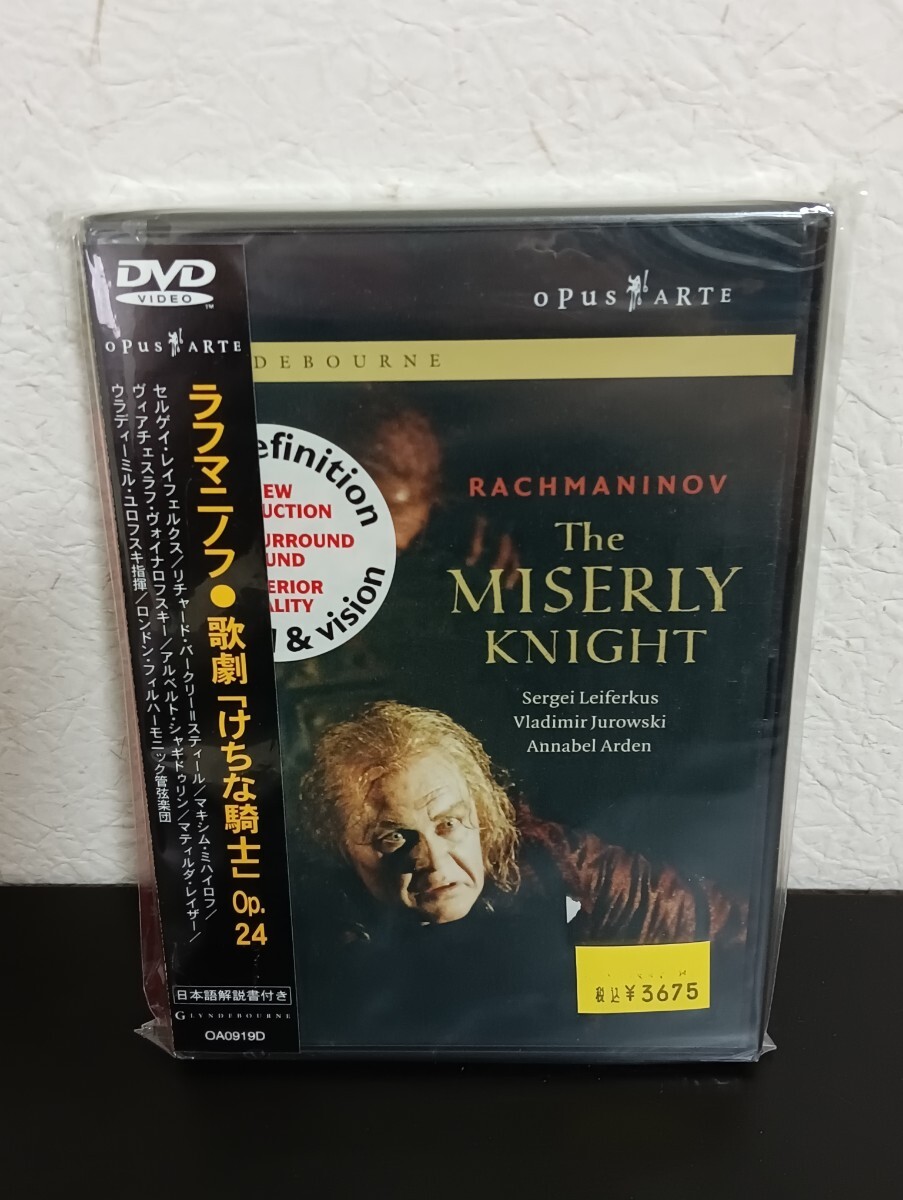 DVD
VIDEO
TM
OPUS ARTE
ラフマニノフ●歌劇「けちな騎士」Op.24
セルゲイ・レイフェルクス/リチャード・バークリー=スティール/マキシム・ミハイロフ/
ヴィアチェスラフ・ヴォイナロフスキー/アルベルト・シャギドゥリン/マティルダ・レイザー/
ウラディーミル・ユロフスキ指揮/ロンドン・フィルハーモニック管弦楽団
日本語解説書付き
GLYNDEBOURNE
OA0919D
OPUS ARTE
DEBOURNE
efinition
EW
UCTION
URROUND
UND
ERIOR
ALITY
& vision
RACHMANINOV
The
MISERLY
KNIGHT
Sergei Leiferkus
Vladimir Jurowski
Annabel Arden
税込¥3675